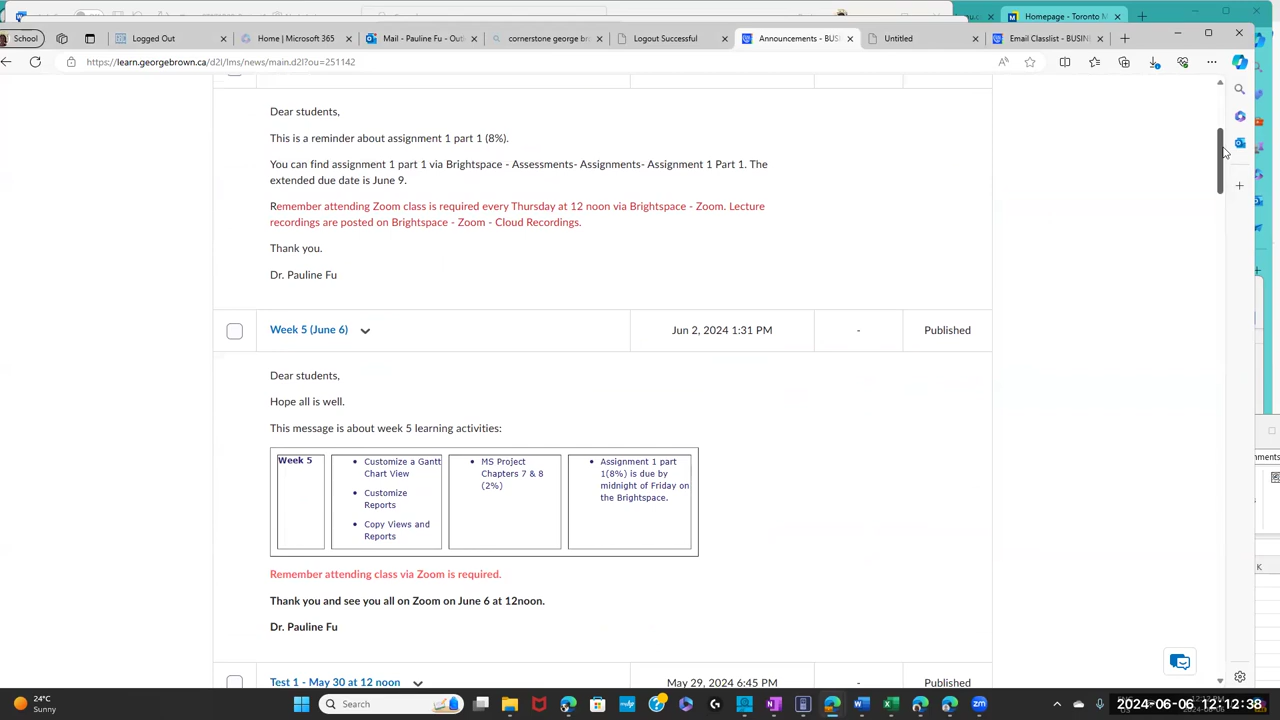 Homepage - Toronto M
School
Logged Out
Home | Microsoft 365
Mail - Pauline Fu - Out
cornerstone george br
Logout Successful
Announcements - BUSI
Untitled
Email Classlist - BUSINE
https://learn.georgebrown.ca/d2l/lms/news/main.d2l?ou=251142
Dear students,
This is a reminder about assignment 1 part 1 (8%).
You can find assignment 1 part 1 via Brightspace - Assessments- Assignments- Assignment 1 Part 1. The
extended due date is June 9.
Remember attending Zoom class is required every Thursday at 12 noon via Brightspace - Zoom. Lecture
recordings are posted on Brightspace - Zoom - Cloud Recordings.
Thank you.
Dr. Pauline Fu
Week 5 (June 6)
Jun 2, 2024 1:31 PM
-
Published
Dear students,
Hope all is well.
This message is about week 5 learning activities:
Week 5
• Customize a Gantt
Chart View
• Customize
Reports
• Copy Views and
Reports
• MS Project
Chapters 7 & 8
(2%)
• Assignment 1 part
1(8%) is due by
midnight of Friday on
the Brightspace.
Remember attending class via Zoom is required.
Thank you and see you all on Zoom on June 6 at 12noon.
Dr. Pauline Fu
Test 1 - May 30 at 12 noon
May 29, 2024 6:45 PM
-
Published
mments
K
24°C
Sunny
Search
2024-06-06 12:12:38